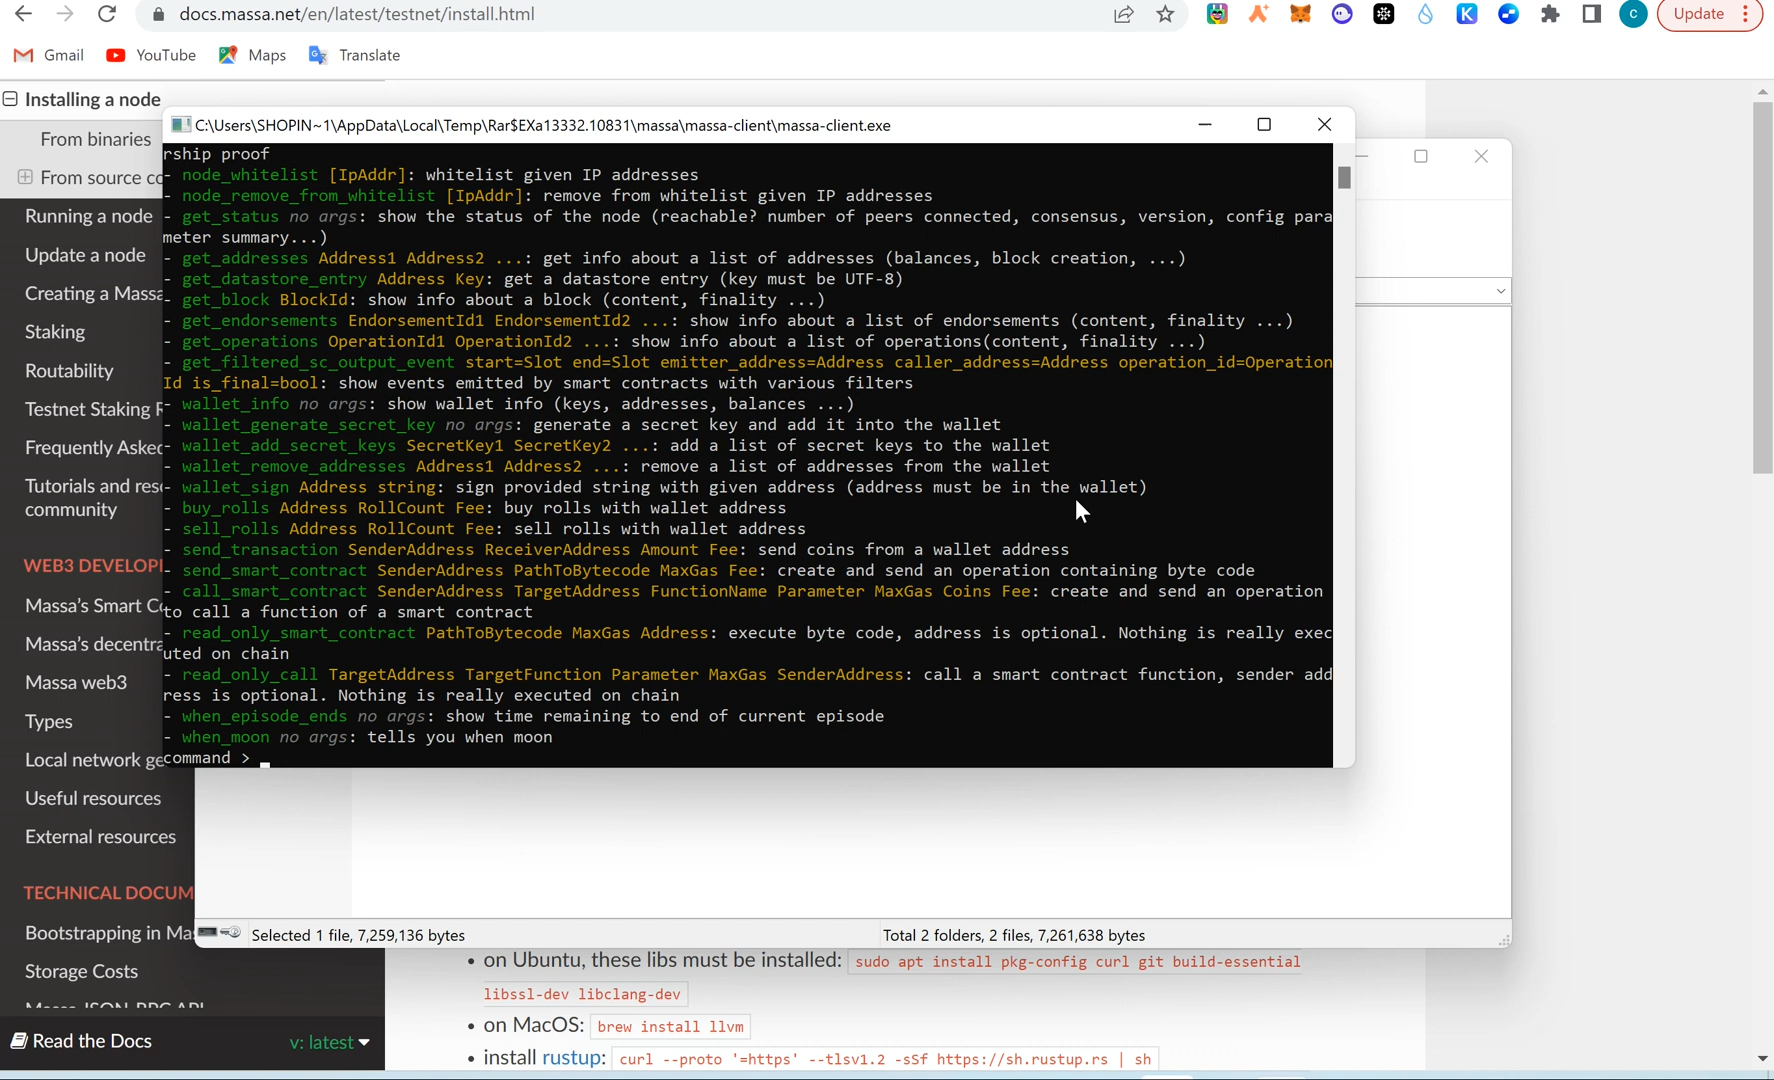 docs.massa.net/en/latest/testnet/install.html
C
Update
Gmail
YouTube
Maps
Translate
Installing a node
From binaries
From source co
Running a node
Update a node
Creating a Massa
Staking
Routability
Testnet Staking R
Frequently Asked
Tutorials and reso
community
WEB3 DEVELOP
Massa's Smart Co
Massa's decentra
Massa web3
Types
Local network ge
Useful resources
External resources
TECHNICAL DOCUM
Bootstrapping in Mas
Storage Costs
Massa JSON-RPC API
Read the Docs
v: latest
C:\Users\SHOPIN~1\AppData\Local\Temp\Rar$EXa13332.10831\massa\massa-client\massa-client.exe
rship proof
- node_whitelist [IpAddr]: whitelist given IP addresses
- node_remove_from_whitelist [IpAddr]: remove from whitelist given IP addresses
- get_status no args: show the status of the node (reachable? number of peers connected, consensus, version, config para
meter summary...)
- get_addresses Address1 Address2 ...: get info about a list of addresses (balances, block creation, ...)
- get_datastore_entry Address Key: get a datastore entry (key must be UTF-8)
- get_block BlockId: show info about a block (content, finality ...)
- get_endorsements EndorsementId1 EndorsementId2 ...: show info about a list of endorsements (content, finality ...)
- get_operations OperationId1 OperationId2 ...: show info about a list of operations(content, finality ...)
- get_filtered_sc_output_event start=Slot end=Slot emitter_address=Address caller_address=Address operation_id=Operation
Id is_final=bool: show events emitted by smart contracts with various filters
- wallet_info no args: show wallet info (keys, addresses, balances ...)
- wallet_generate_secret_key no args: generate a secret key and add it into the wallet
- wallet_add_secret_keys SecretKey1 SecretKey2 ...: add a list of secret keys to the wallet
- wallet_remove_addresses Address1 Address2 ...: remove a list of addresses from the wallet
- wallet_sign Address string: sign provided string with given address (address must be in the wallet)
- buy_rolls Address RollCount Fee: buy rolls with wallet address
- sell_rolls Address RollCount Fee: sell rolls with wallet address
- send_transaction SenderAddress ReceiverAddress Amount Fee: send coins from a wallet address
- send_smart_contract SenderAddress PathToBytecode MaxGas Fee: create and send an operation containing byte code
- call_smart_contract SenderAddress TargetAddress FunctionName Parameter MaxGas Coins Fee: create and send an operation
to call a function of a smart contract
- read_only_smart_contract PathToBytecode MaxGas Address: execute byte code, address is optional. Nothing is really exec
uted on chain
- read_only_call TargetAddress TargetFunction Parameter MaxGas SenderAddress: call a smart contract function, sender add
ress is optional. Nothing is really executed on chain
- when_episode_ends no args: show time remaining to end of current episode
- when_moon no args: tells you when moon
command >
Selected 1 file, 7,259,136 bytes
Total 2 folders, 2 files, 7,261,638 bytes
• on Ubuntu, these libs must be installed: sudo apt install pkg-config curl git build-essential
libssl-dev libclang-dev
• on MacOS: brew install llvm
• install rustup: curl --proto '=https' --tlsv1.2 -sSf https://sh.rustup.rs | sh